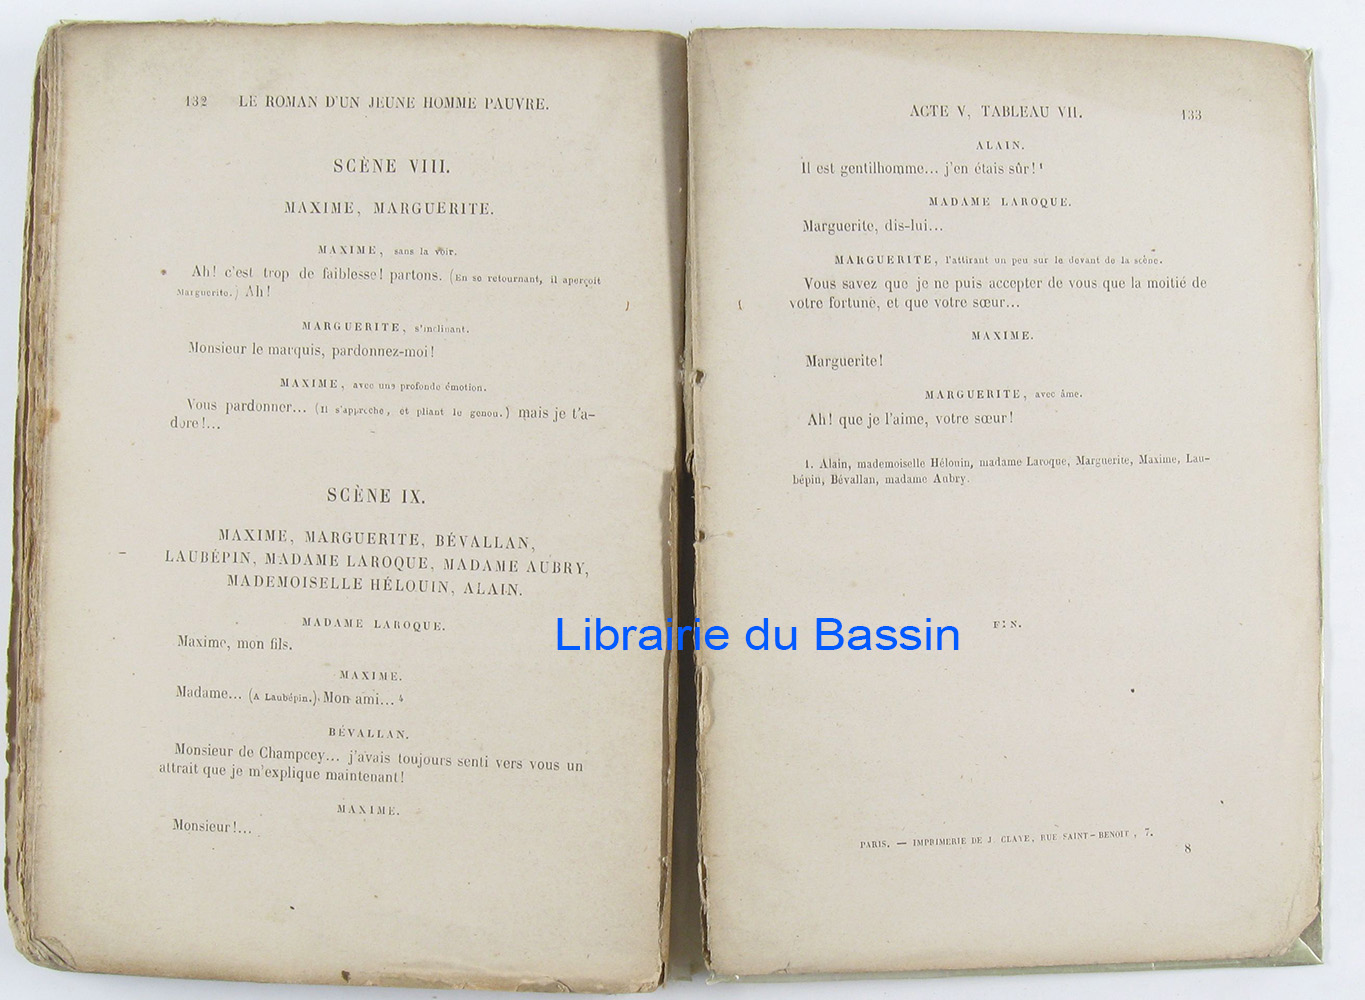 132 LE ROMAN D'UN JEUNE HOMME PAUVRE.
SCÈNE VIII.
MAXIME, MARGUERITE.
MAXIME, sans la voir.
Ah! c'est trop de faiblesse! partons. (En se retournant, il aperçoit
Marguerite.) Ah!
MARGUERITE, s'inclinant.
Monsieur le marquis, pardonnez-moi!
MAXIME, avec une profonde émotion.
Vous pardonner... (Il s'approche, et pliant le genou.) mais je t'a-
dore!...
SCÈNE IX.
MAXIME, MARGUERITE, BÉVALLAN,
LAUBÉPIN, MADAME LAROQUE, MADAME AUBRY,
MADEMOISELLE HÉLOUIN, ALAIN.
MADAME LAROQUE.
Maxime, mon fils.
MAXIME.
Madame... (A Laubépin.) Mon ami...
BÉVALLAN.
Monsieur de Champcey... j'avais toujours senti vers vous un
attrait que je m'explique maintenant!
MAXIME.
Monsieur!...
ACTE V, TABLEAU VII. 133
ALAIN.
Il est gentilhomme... j'en étais sûr! 1
MADAME LAROQUE.
Marguerite, dis-lui...
MARGUERITE, l'attirant un peu sur le devant de la scène.
Vous savez que je ne puis accepter de vous que la moitié de
votre fortune, et que votre sœur...
MAXIME.
Marguerite!
MARGUERITE, avec âme.
Ah! que je l'aime, votre sœur!
1. Alain, mademoiselle Hélouin, madame Laroque, Marguerite, Maxime, Lau-
bépin, Bévallan, madame Aubry.
FIN.
PARIS. — IMPRIMERIE DE J. CLAYE, RUE SAINT-BENOIT, 7.
8
Librairie du Bassin